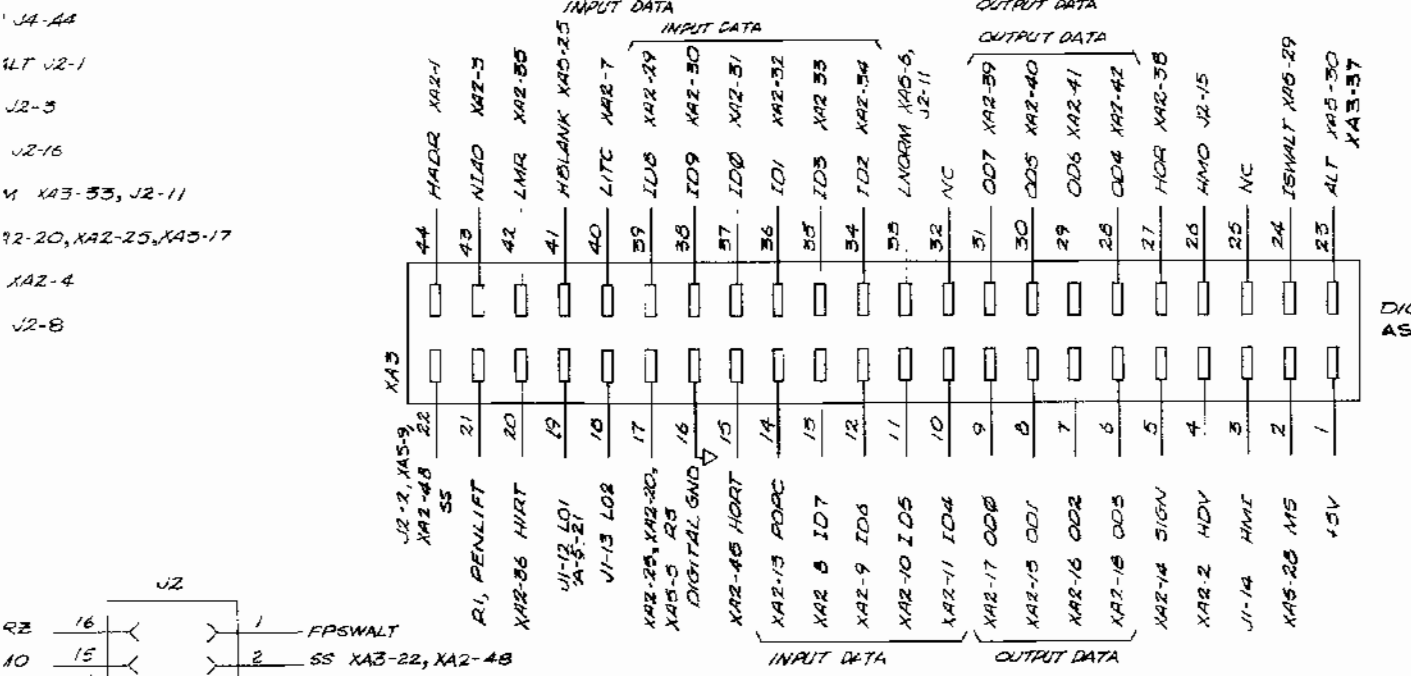 J4-A4
ALT J2-1
J2-3
J2-16
XA3-33, J2-11
2-20, XA2-25, XA5-17
XA2-4
J2-8
INPUT DATA
INPUT DATA
OUTPUT DATA
OUTPUT DATA
44 HADR XA2-1
43 NIAO XA2-3
42 LMR XA2-35
41 HBLANK XA5-25
40 LITC XA2-7
39 ID8 XA2-29
38 ID9 XA2-30
37 IDØ XA2-31
36 ID1 XA2-32
35 ID3 XA2 33
34 ID2 XA2-34
33 LNORM XA5-6, J2-11
32 NC
31 OD7 XA2-39
30 OD5 XA2-40
29 OD6 XA2-41
28 OD4 XA2-42
27 HOR XA2-38
26 HMO J2-15
25 NC
24 ISWALT XA5-29
23 ALT XA5-30
XA3-37
XA3
DIG
AS
22 J2-2, XA5-9, XA2-48 SS
21 R1, PENLIFT
20 XA2-36 HIRT
19 J1-12 LO1
A-5-21
18 J1-13 LO2
17 XA2-25, XA2-20, XA5-5 R5
16 DIGITAL GND
15 XA2-45 HORT
14 XA2-13 POPC
13 XA2 8 ID7
12 XA2-9 ID6
11 XA2-10 ID5
10 XA2-11 ID4
9 XA2-17 ODØ
8 XA2-15 OD1
7 XA2-16 OD2
6 XA2-18 OD3
5 XA2-14 SIGN
4 XA2-2 HDV
3 J1-14 HMI
2 XA5-28 MS
1 +5V
INPUT DATA
OUTPUT DATA
J2
RZ 16 1 FPSWALT
15 2 SS XA3-22, XA2-48